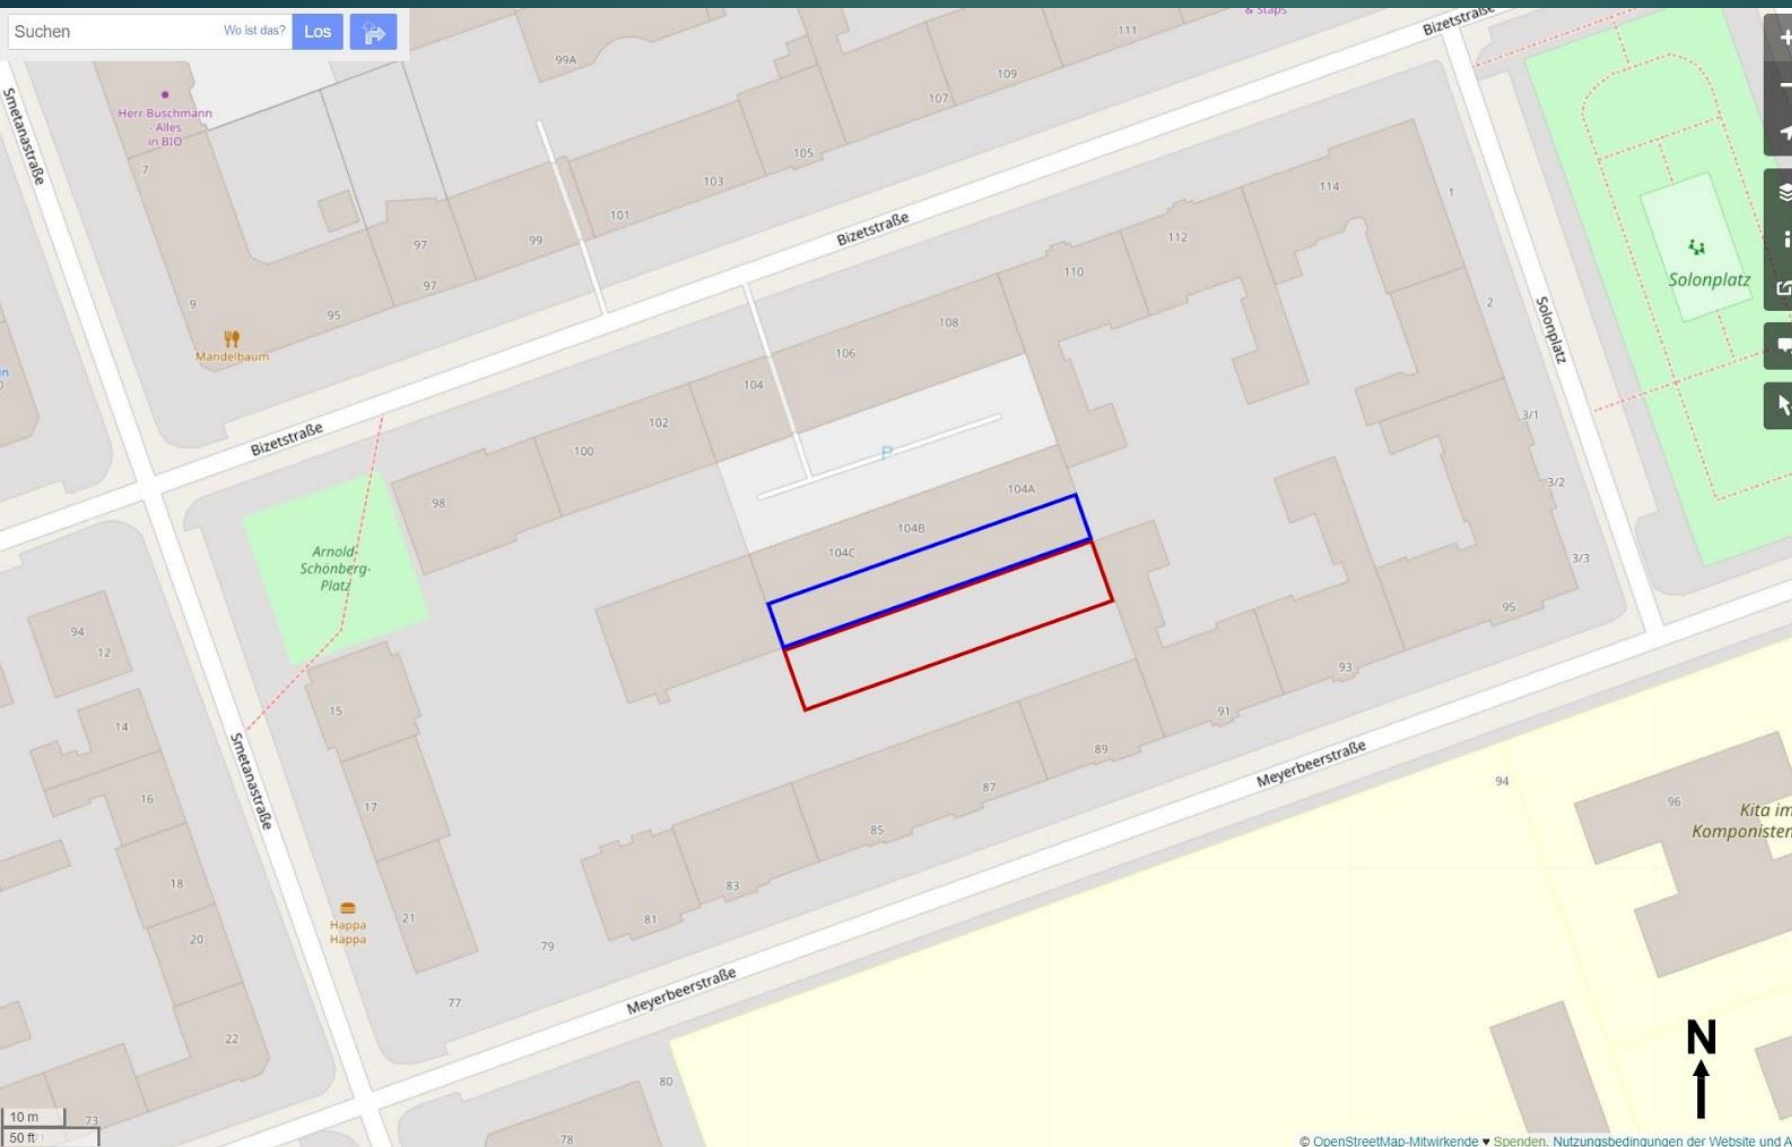 Suchen
Wo ist das?
Los
& Staps
Bizetstraße
111
99A
109
107
Smetanastraße
Herr Buschmann
- Alles
in BIO
7
105
103
101
114
1
97
99
Bizetstraße
112
Solonplatz
97
110
9
95
2
Solonplatz
108
Mandelbaum
106
in
104
102
3/1
Bizetstraße
100
P
98
3/2
104A
104B
Arnold-
Schönberg-
Platz
104C
3/3
95
94
12
93
15
91
14
89
Smetanastraße
Meyerbeerstraße
94
16
87
96
17
Kita im
Komponisten
85
18
83
21
81
Happa
Happa
20
79
Meyerbeerstraße
77
22
N
80
10 m
73
50 ft
78
© OpenStreetMap-Mitwirkende ♥ Spenden. Nutzungsbedingungen der Website und A